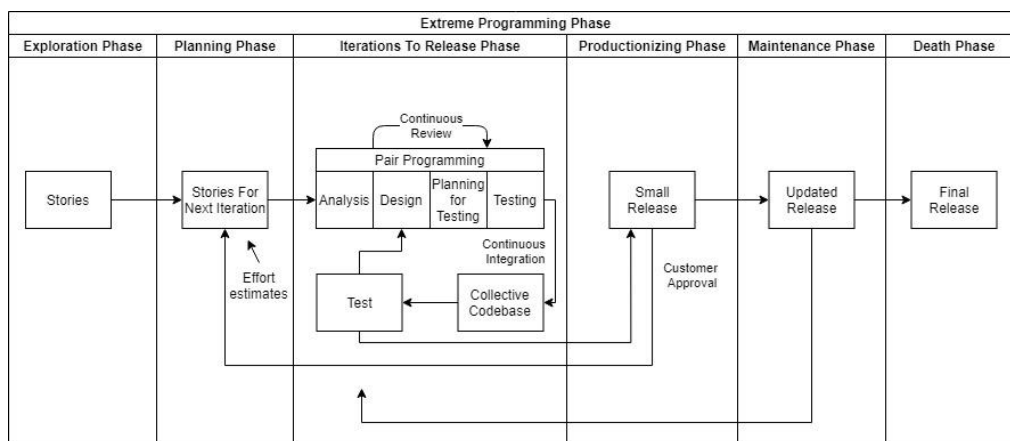 Extreme Programming Phase
Exploration Phase
Planning Phase
Iterations To Release Phase
Productionizing Phase
Maintenance Phase
Death Phase
Continuous
Review
Pair Programming
Stories
Stories For
Next Iteration
Analysis
Design
Planning
for
Testing
Testing
Small
Release
Updated
Release
Final
Release
Effort
estimates
Continuous
Integration
Customer
Approval
Test
Collective
Codebase